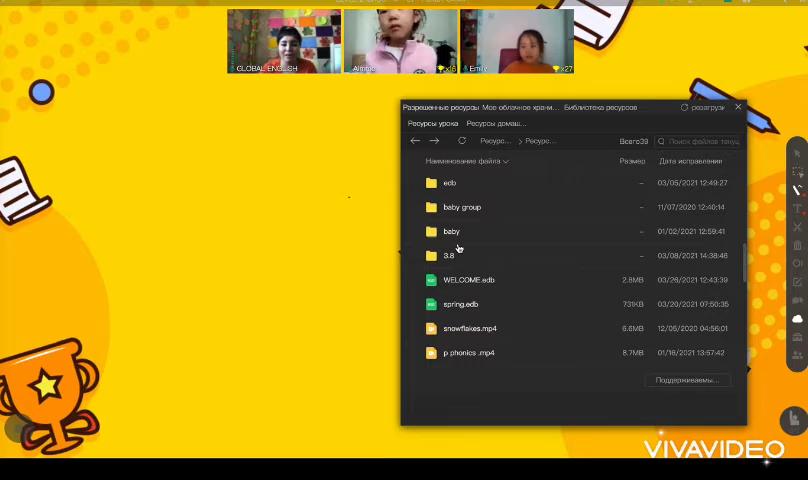 GLOBAL ENGLISH
x16
Emily
x27
Разрешенные ресурсы Мое облачное храни... Библиотека ресурсов
Ресурсы урока Ресурсы домаш...
Ресурс... > Ресурс... Всего39 Поиск файлов текущ
Наименование файла Размер Дата исправления
edb – 03/05/2021 12:49:27
baby group – 11/07/2020 12:40:14
baby – 01/02/2021 12:59:41
3.8 – 03/08/2021 14:38:46
WELCOME.edb 2.8MB 03/26/2021 12:43:39
spring.edb 731KB 03/20/2021 07:50:35
snowflakes.mp4 6.6MB 12/05/2020 04:56:01
p phonics .mp4 8.7MB 01/16/2021 13:57:42
Поддерживаемы...
VIVAVIDEO